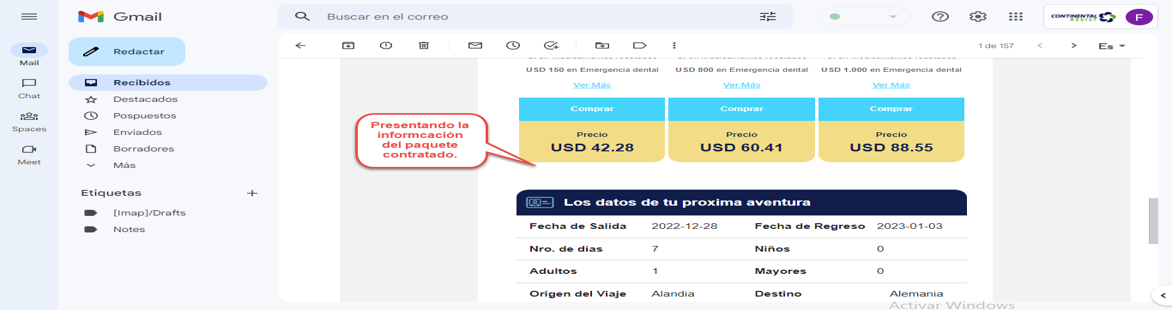 Gmail
Buscar en el correo
CONTINENTAL
ASSIST
F
Mail
Chat
Spaces
Meet
Redactar
Recibidos
Destacados
Pospuestos
Enviados
Borradores
Más
Etiquetas
[Imap]/Drafts
Notes
1 de 157
Es
USD 150 en Emergencia dental
USD 800 en Emergencia dental
USD 1.000 en Emergencia dental
Ver Más
Ver Más
Ver Más
Comprar
Comprar
Comprar
Precio
Precio
Precio
USD 42.28
USD 60.41
USD 88.55
Presentando la
informcación
del paquete
contratado.
Los datos de tu proxima aventura
Fecha de Salida 2022-12-28 Fecha de Regreso 2023-01-03
Nro. de días 7 Niños 0
Adultos 1 Mayores 0
Origen del Viaje Alandia Destino Alemania
Activar Windows